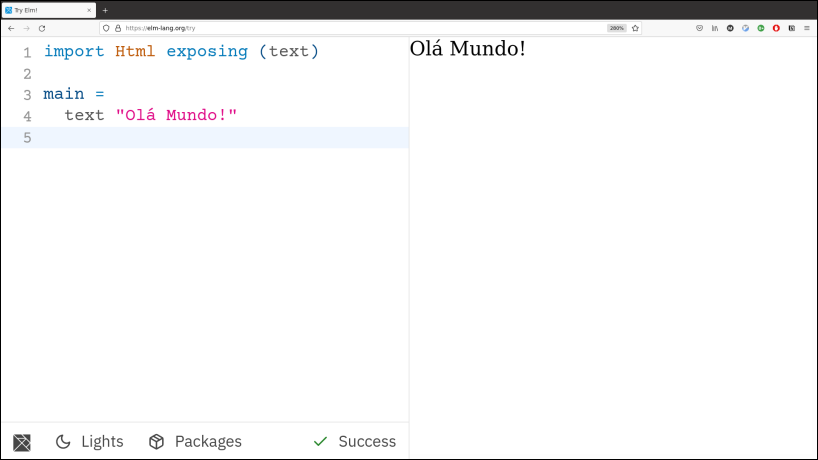 Try Elm!
https://elm-lang.org/try
280%
1 import Html exposing (text)
2
3 main =
4 text "Olá Mundo!"
5
Olá Mundo!
Lights
Packages
Success